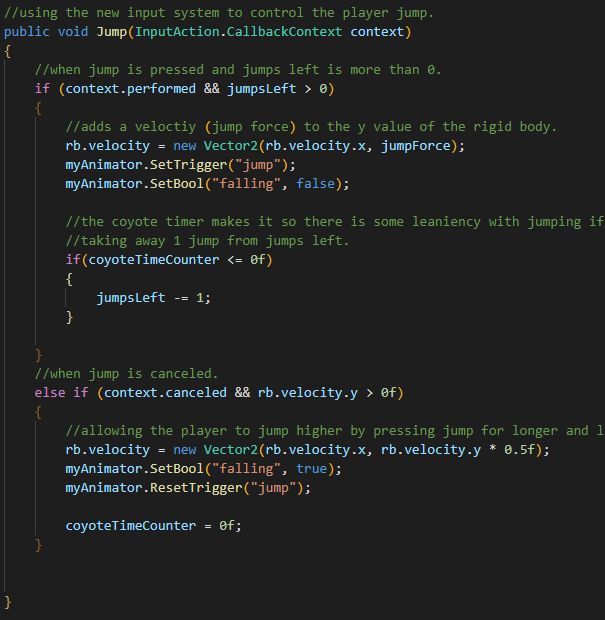 //using the new input system to control the player jump.
public void Jump(InputAction.CallbackContext context)
{
    //when jump is pressed and jumps left is more than 0.
    if (context.performed && jumpsLeft > 0)
    {
        //adds a veloctiy (jump force) to the y value of the rigid body.
        rb.velocity = new Vector2(rb.velocity.x, jumpForce);
        myAnimator.SetTrigger("jump");
        myAnimator.SetBool("falling", false);

        //the coyote timer makes it so there is some leaniency with jumping if
        //taking away 1 jump from jumps left.
        if(coyoteTimeCounter <= 0f)
        {
            jumpsLeft -= 1;
        }

    }
    //when jump is canceled.
    else if (context.canceled && rb.velocity.y > 0f)
    {
        //allowing the player to jump higher by pressing jump for longer and l
        rb.velocity = new Vector2(rb.velocity.x, rb.velocity.y * 0.5f);
        myAnimator.SetBool("falling", true);
        myAnimator.ResetTrigger("jump");

        coyoteTimeCounter = 0f;
    }


}